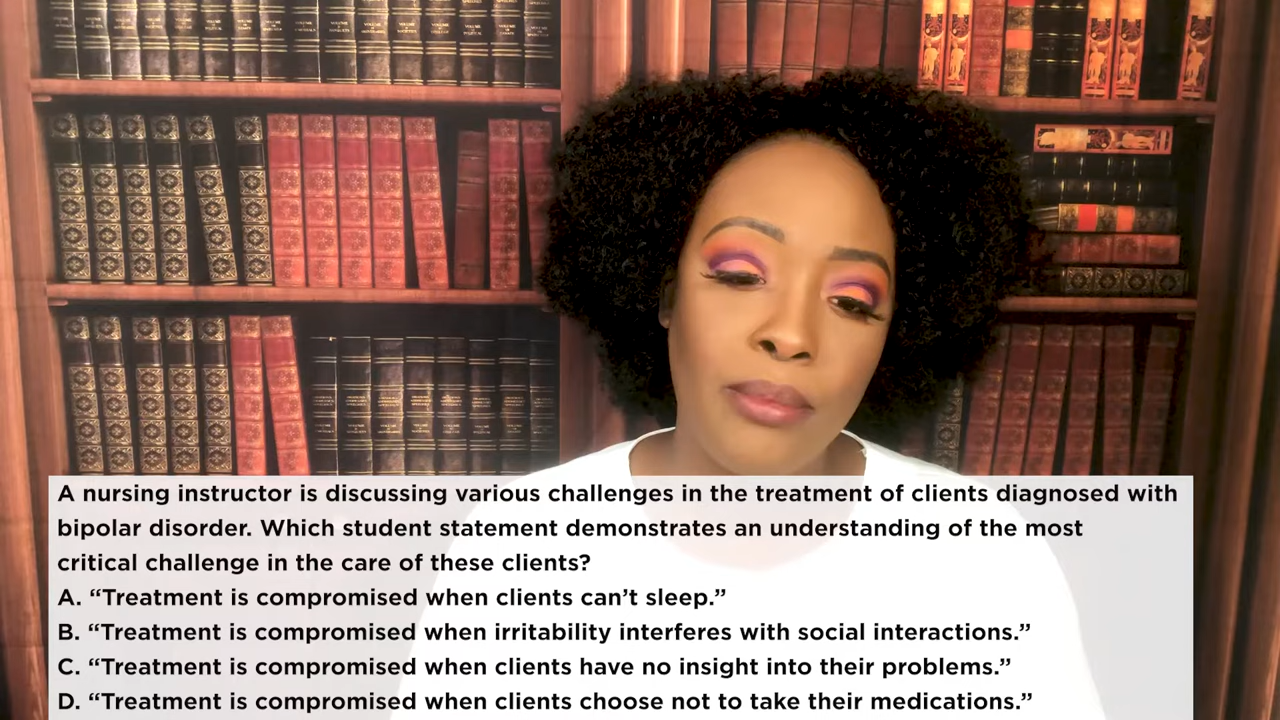 A nursing instructor is discussing various challenges in the treatment of clients diagnosed with
bipolar disorder. Which student statement demonstrates an understanding of the most
critical challenge in the care of these clients?
A. “Treatment is compromised when clients can’t sleep.”
B. “Treatment is compromised when irritability interferes with social interactions.”
C. “Treatment is compromised when clients have no insight into their problems.”
D. “Treatment is compromised when clients choose not to take their medications.”